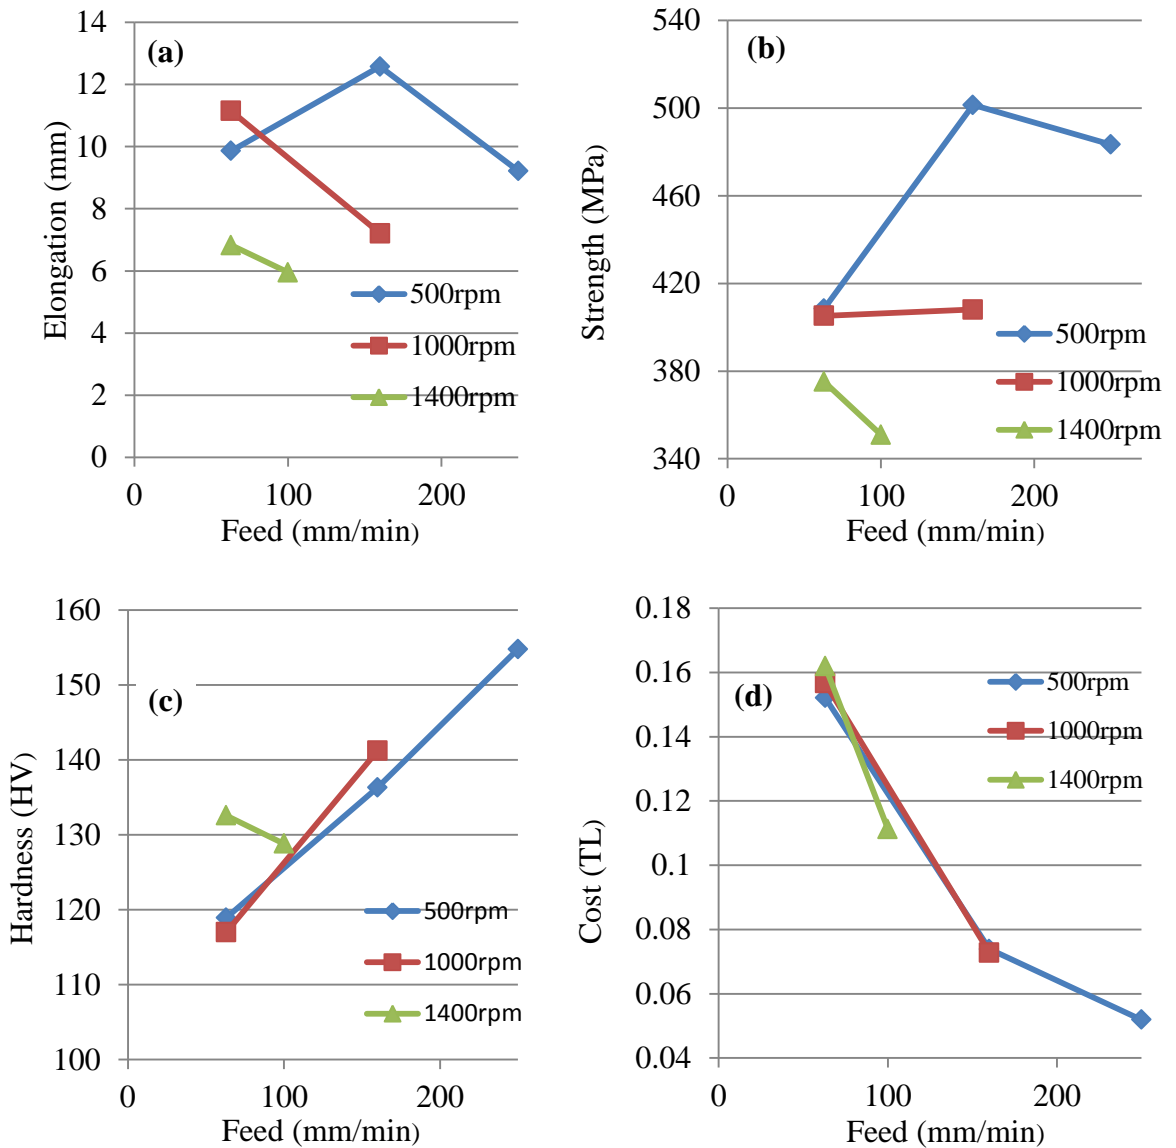 (a)
14
12
10
8
6
4
2
0
Elongation (mm)
500rpm
1000rpm
1400rpm
0 100 200
Feed (mm/min)
(b)
540
500
460
420
380
340
Strength (MPa)
500rpm
1000rpm
1400rpm
0 100 200
Feed (mm/min)
(c)
160
150
140
130
120
110
100
Hardness (HV)
500rpm
1000rpm
1400rpm
0 100 200
Feed (mm/min)
(d)
0.18
0.16
0.14
0.12
0.1
0.08
0.06
0.04
Cost (TL)
500rpm
1000rpm
1400rpm
0 100 200
Feed (mm/min)